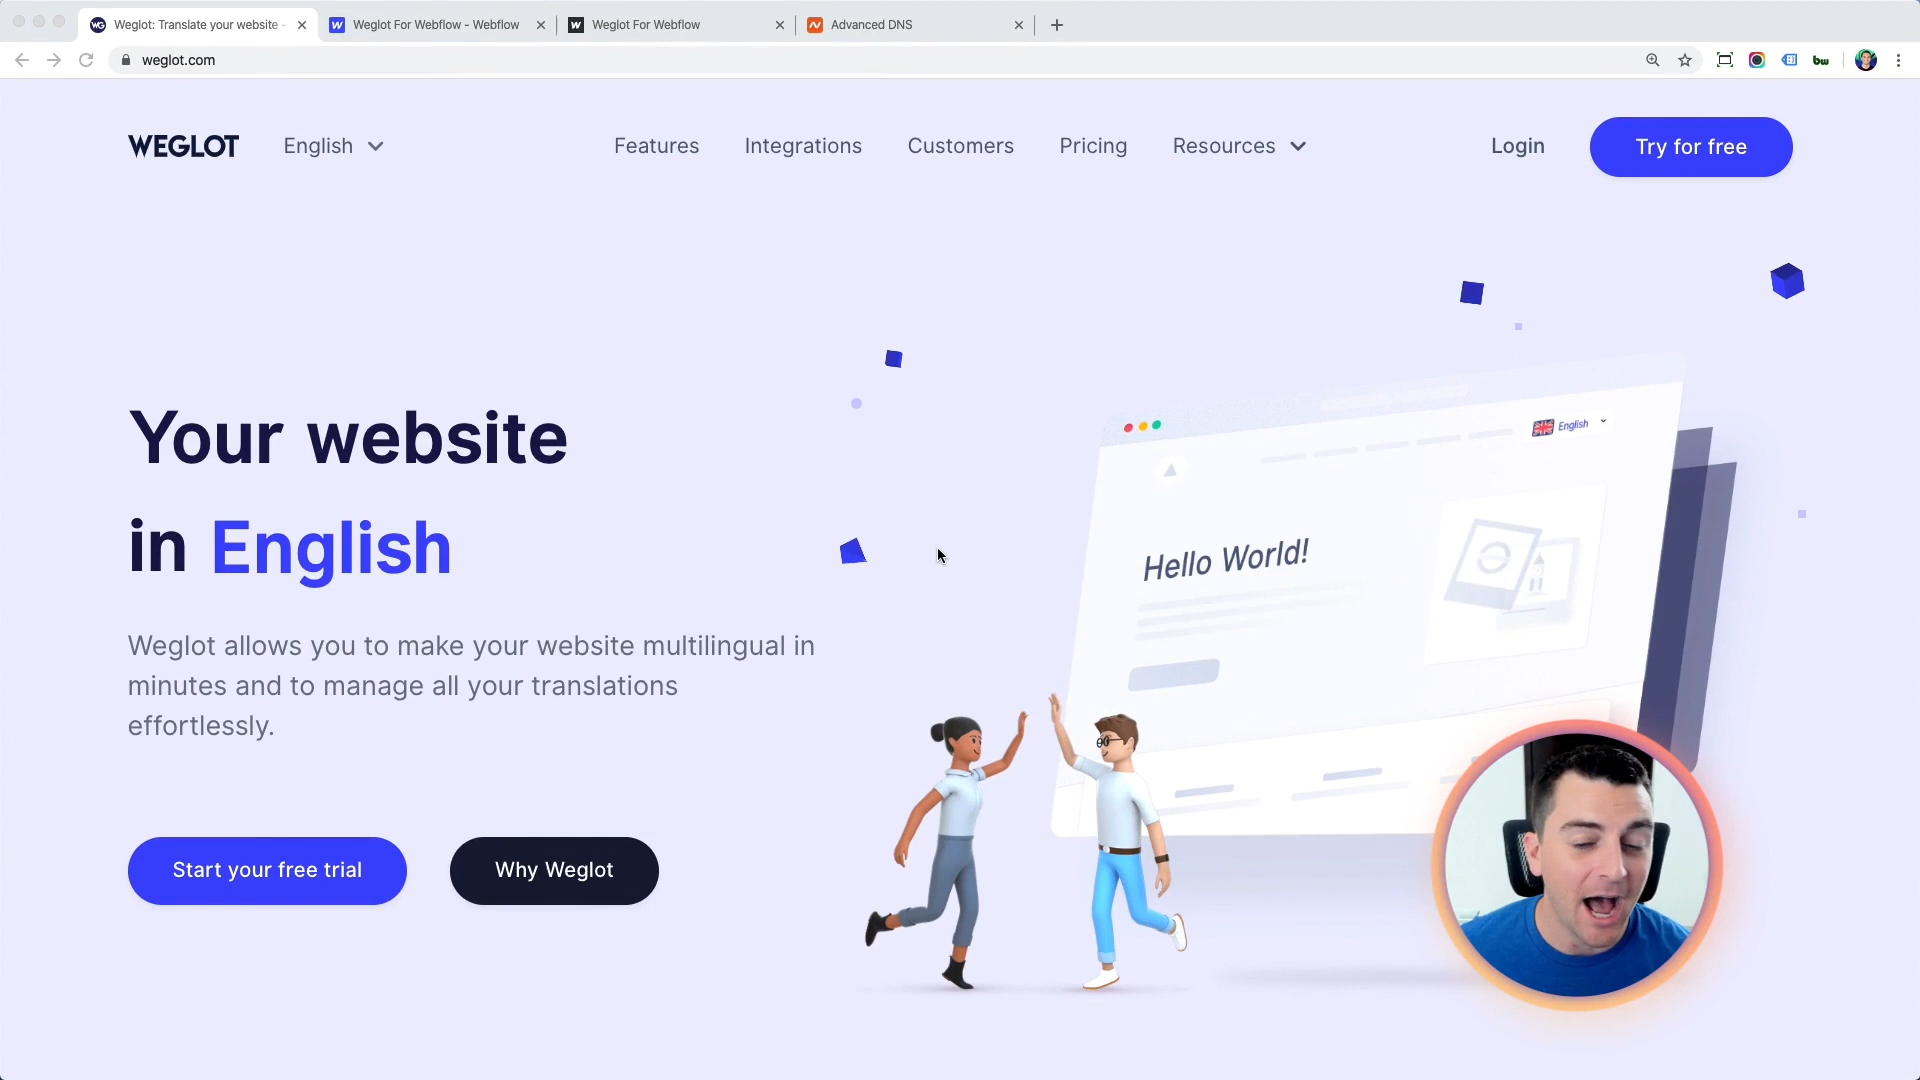 Weglot: Translate your website -
Weglot For Webflow - Webflow
Weglot For Webflow
Advanced DNS
weglot.com
bw
WEGLOT
English
Features
Integrations
Customers
Pricing
Resources
Login
Try for free
English
Your website
in English
Hello World!
Weglot allows you to make your website multilingual in
minutes and to manage all your translations
effortlessly.
Start your free trial
Why Weglot